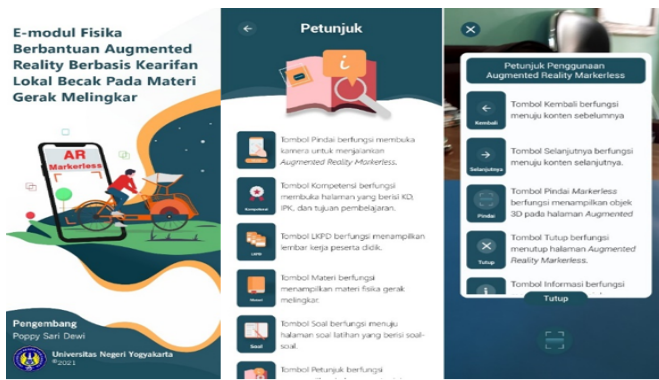 E-modul Fisika
Berbantuan Augmented
Reality Berbasis Kearifan
Lokal Becak Pada Materi
Gerak Melingkar
AR
Markerless
Pengembang
Poppy Sari Dewi
Universitas Negeri Yogyakarta
©2021
Petunjuk
Tombol Pindai berfungsi membuka
kamera untuk menjalankan
Augmented Reality Markerless.
Kompetensi
Tombol Kompetensi berfungsi
membuka halaman yang berisi KD,
IPK, dan tujuan pembelajaran.
LKPD
Tombol LKPD berfungsi menampilkan
lembar kerja peserta didik.
Materi
Tombol Materi berfungsi
menampilkan materi fisika gerak
melingkar.
Soal
Tombol Soal berfungsi menuju
halaman soal latihan yang berisi soal-
soal.
Tombol Petunjuk berfungsi
Petunjuk Penggunaan
Augmented Reality Markerless
Kembali
Tombol Kembali berfungsi
menuju konten sebelumnya
Selanjutnya
Tombol Selanjutnya berfungsi
menuju konten selanjutnya.
Pindai
Tombol Pindai Markerless
berfungsi menampilkan objek
3D pada halaman Augmented
Tutup
Tombol Tutup berfungsi
menutup halaman Augmented
Reality Markerless.
Tombol Informasi berfungsi
Tutup